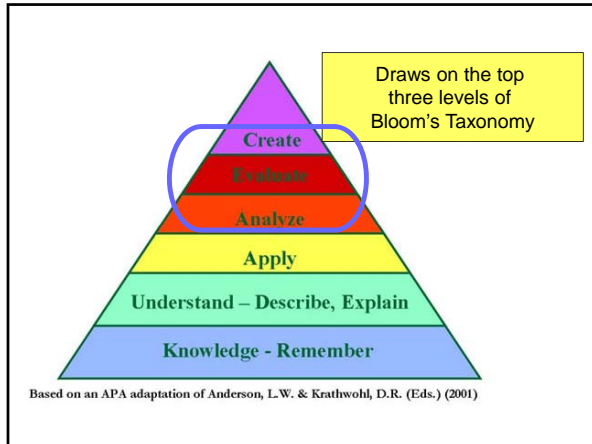 Draws on the top
three levels of
Bloom's Taxonomy
Create
Evaluate
Analyze
Apply
Understand – Describe, Explain
Knowledge - Remember
Based on an APA adaptation of Anderson, L.W. & Krathwohl, D.R. (Eds.) (2001)